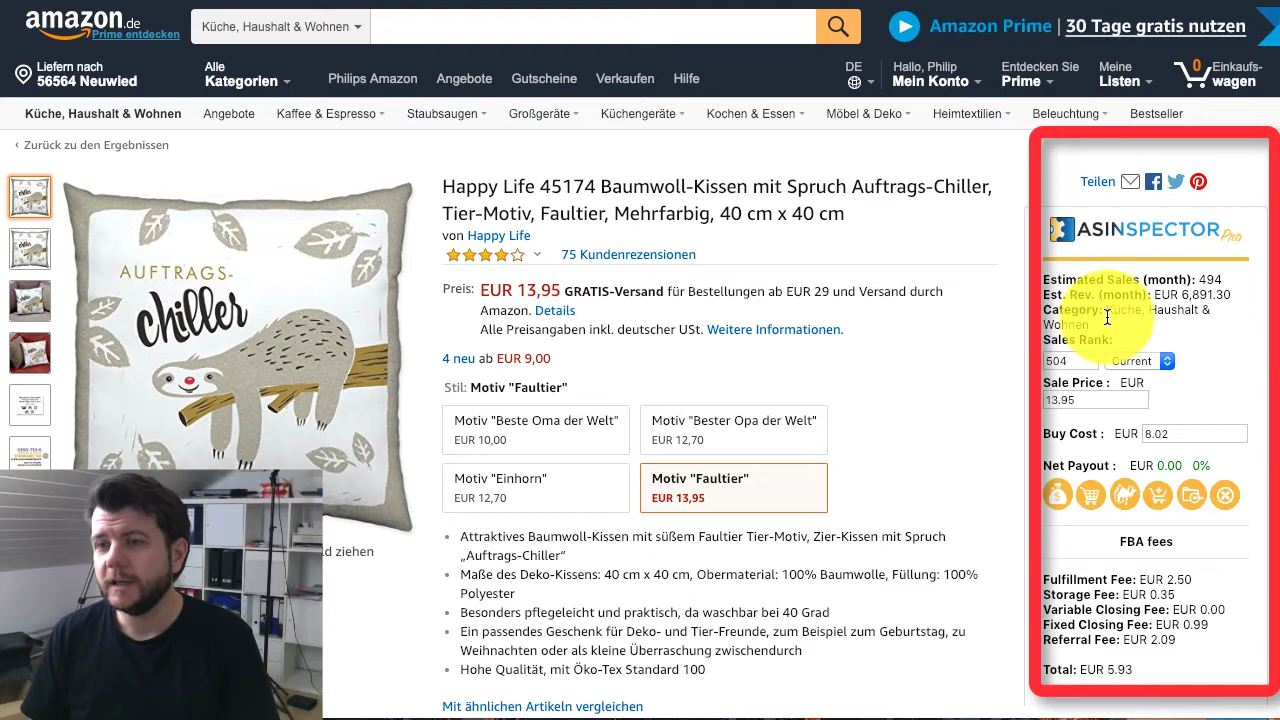 amazon.de
Prime entdecken
Küche, Haushalt & Wohnen
Amazon Prime | 30 Tage gratis nutzen
Liefern nach
56564 Neuwied
Alle
Kategorien
Philips Amazon
Angebote
Gutscheine
Verkaufen
Hilfe
DE
Hallo, Philip
Mein Konto
Entdecken Sie
Prime
Meine
Listen
0
Einkaufs-
wagen
Küche, Haushalt & Wohnen
Angebote
Kaffee & Espresso
Staubsaugen
Großgeräte
Küchengeräte
Kochen & Essen
Möbel & Deko
Heimtextilien
Beleuchtung
Bestseller
‹ Zurück zu den Ergebnissen
AUFTRAGS-
chiller
ld ziehen
Happy Life 45174 Baumwoll-Kissen mit Spruch Auftrags-Chiller,
Tier-Motiv, Faultier, Mehrfarbig, 40 cm x 40 cm
von Happy Life
75 Kundenrezensionen
Preis: EUR 13,95 GRATIS-Versand für Bestellungen ab EUR 29 und Versand durch
Amazon. Details
Alle Preisangaben inkl. deutscher USt. Weitere Informationen.
4 neu ab EUR 9,00
Stil: Motiv "Faultier"
Motiv "Beste Oma der Welt"
EUR 10,00
Motiv "Bester Opa der Welt"
EUR 12,70
Motiv "Einhorn"
EUR 12,70
Motiv "Faultier"
EUR 13,95
• Attraktives Baumwoll-Kissen mit süßem Faultier Tier-Motiv, Zier-Kissen mit Spruch
„Auftrags-Chiller“
• Maße des Deko-Kissens: 40 cm x 40 cm, Obermaterial: 100% Baumwolle, Füllung: 100%
Polyester
• Besonders pflegeleicht und praktisch, da waschbar bei 40 Grad
• Ein passendes Geschenk für Deko- und Tier-Freunde, zum Beispiel zum Geburtstag, zu
Weihnachten oder als kleine Überraschung zwischendurch
• Hohe Qualität, mit Öko-Tex Standard 100
Mit ähnlichen Artikeln vergleichen
Teilen
ASINSPECTOR Pro
Estimated Sales (month): 494
Est. Rev. (month): EUR 6,891.30
Category: Küche, Haushalt &
Wohnen
Sales Rank:
504
Current
Sale Price : EUR
13.95
Buy Cost : EUR 8.02
Net Payout : EUR 0.00 0%
FBA fees
Fulfillment Fee: EUR 2.50
Storage Fee: EUR 0.35
Variable Closing Fee: EUR 0.00
Fixed Closing Fee: EUR 0.99
Referral Fee: EUR 2.09
Total: EUR 5.93